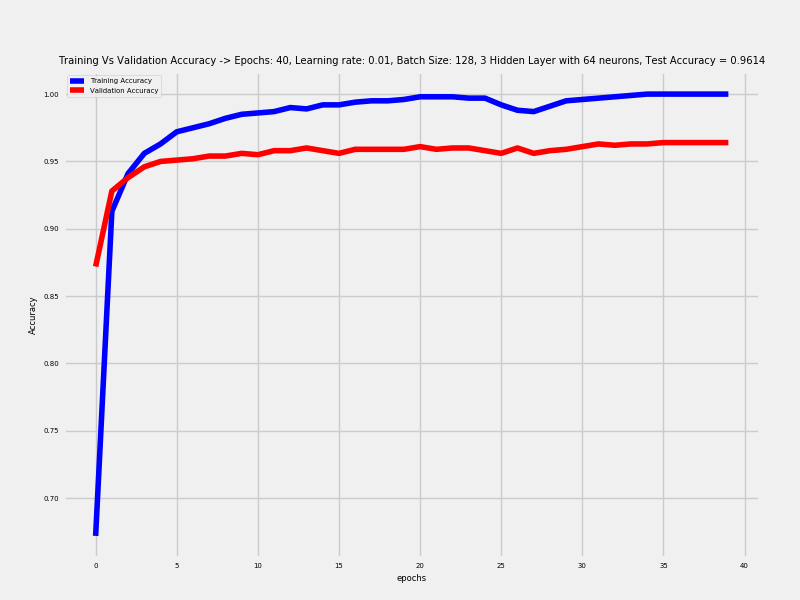 Training Vs Validation Accuracy -> Epochs: 40, Learning rate: 0.01, Batch Size: 128, 3 Hidden Layer with 64 neurons, Test Accuracy = 0.9614
Training Accuracy
Validation Accuracy
1.00
0.95
0.90
0.85
0.80
0.75
0.70
Accuracy
0 5 10 15 20 25 30 35 40
epochs